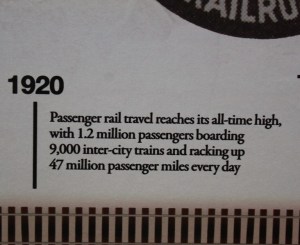 1920
Passenger rail travel reaches its all-time high,
with 1.2 million passengers boarding
9,000 inter-city trains and racking up
47 million passenger miles every day